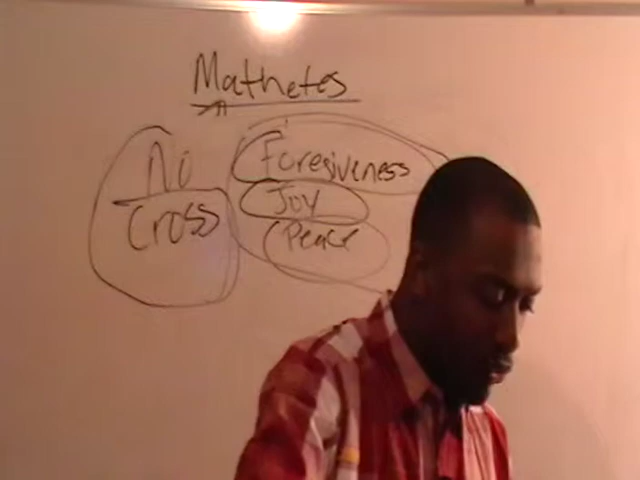 Mathetes
No
Cross
Foregiveness
Joy
Peace